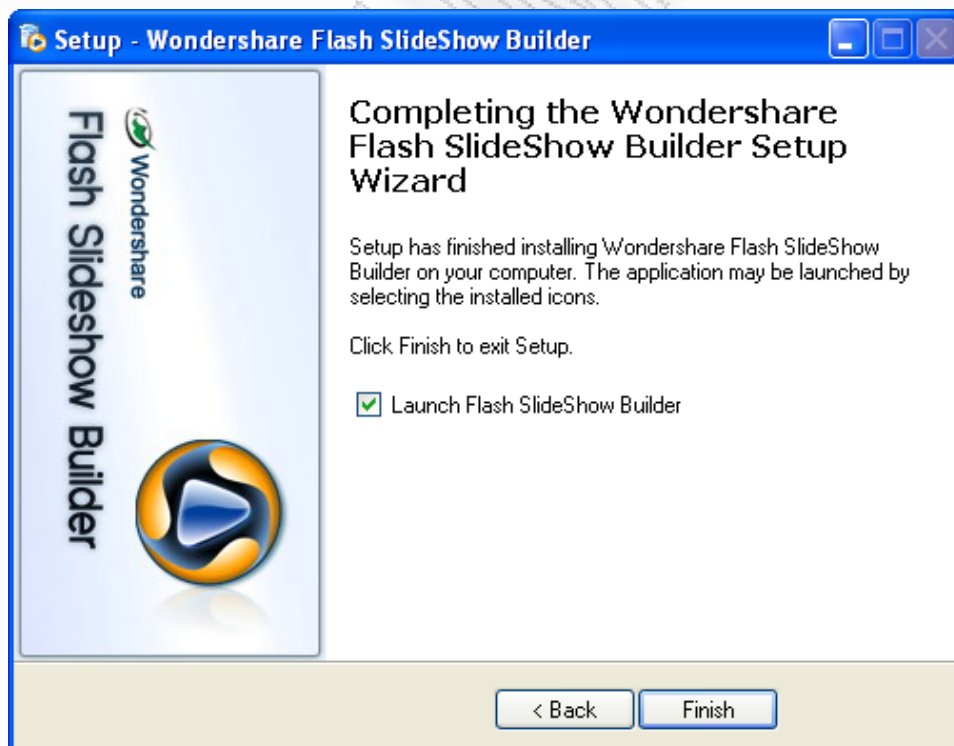 Setup - Wondershare Flash SlideShow Builder
Wondershare
Flash Slideshow Builder
Completing the Wondershare
Flash SlideShow Builder Setup
Wizard
Setup has finished installing Wondershare Flash SlideShow
Builder on your computer. The application may be launched by
selecting the installed icons.
Click Finish to exit Setup.
Launch Flash SlideShow Builder
< Back
Finish